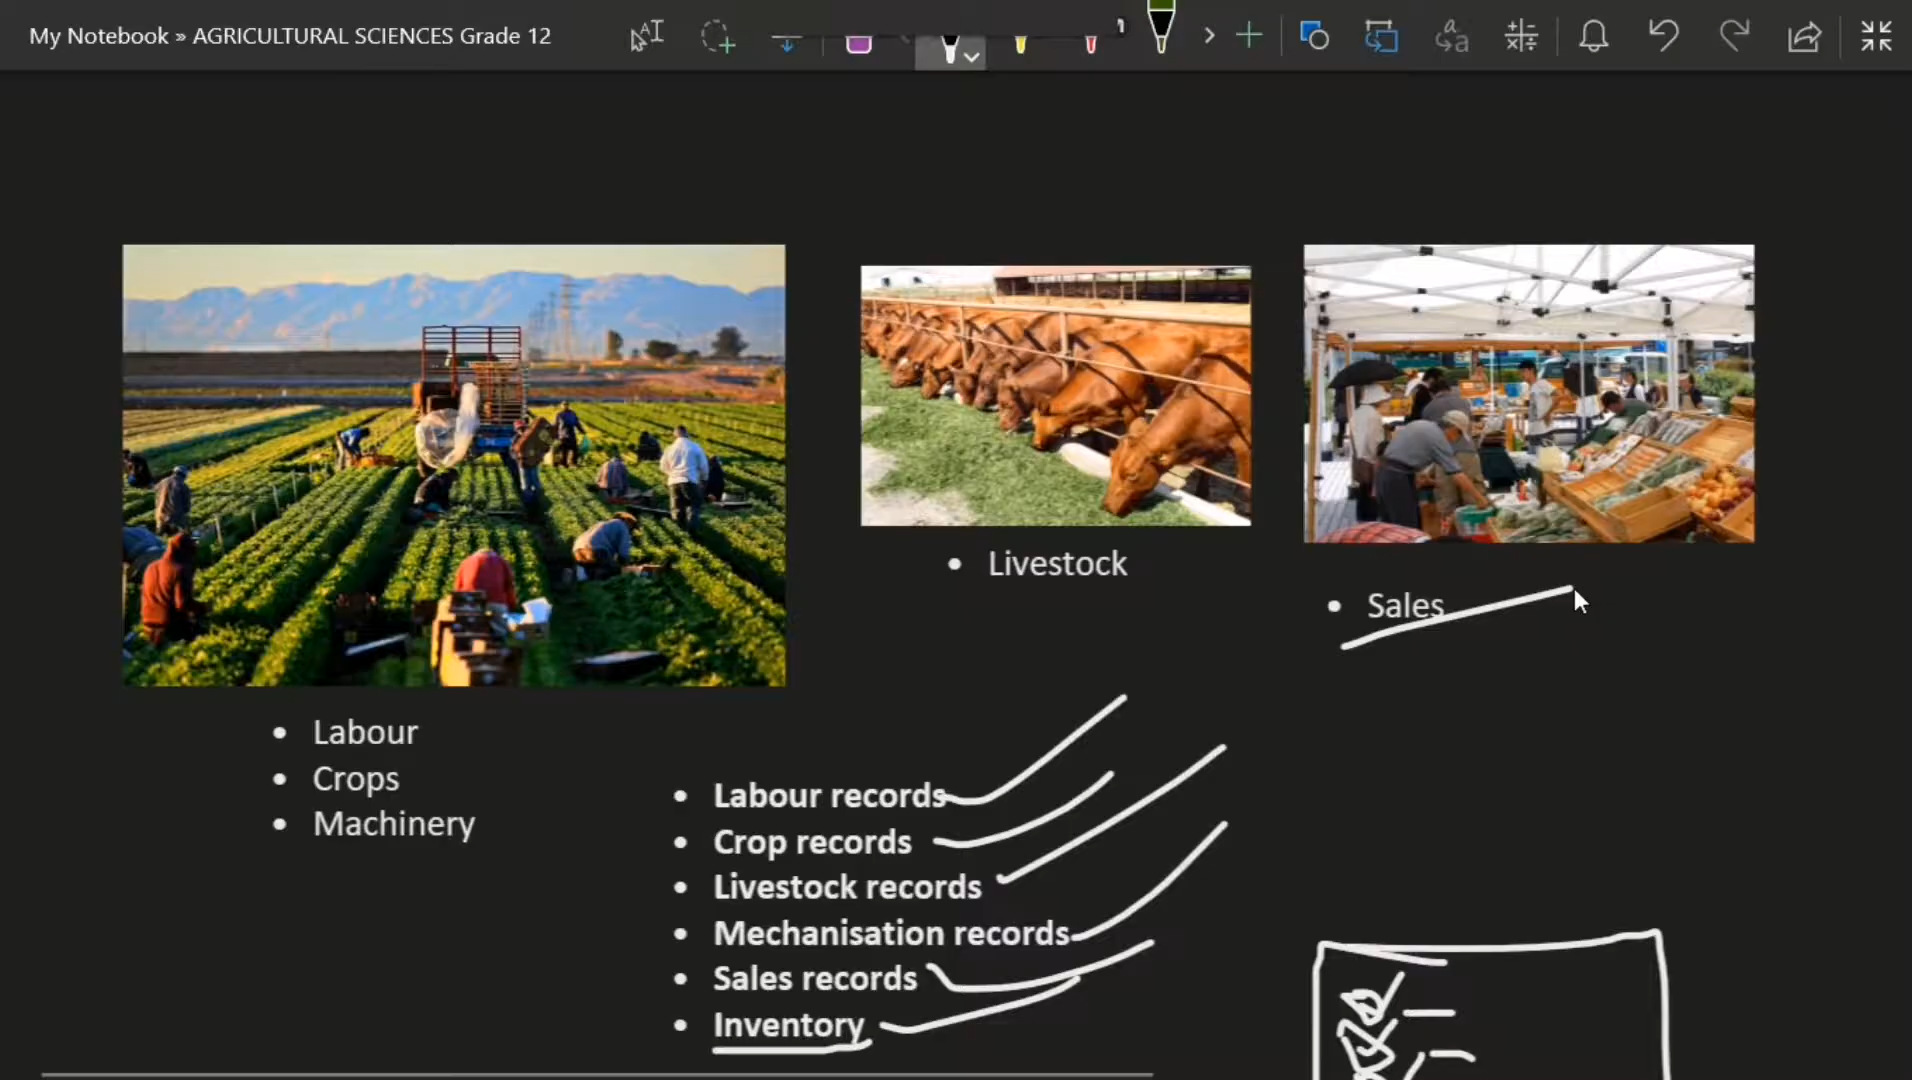 My Notebook » AGRICULTURAL SCIENCES Grade 12
• Livestock
• Sales
• Labour
• Crops
• Machinery
• Labour records
• Crop records
• Livestock records
• Mechanisation records
• Sales records
• Inventory